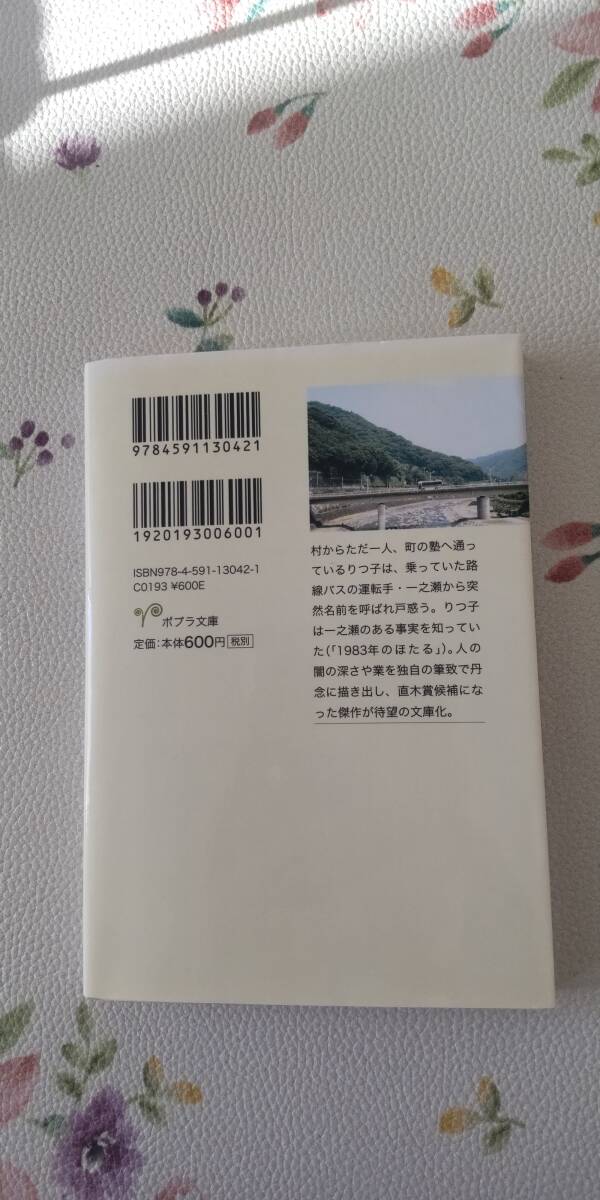 9784591130421
1920193006001
ISBN978-4-591-13042-1
C0193 ¥600E
ポプラ文庫
定価:本体600円 税別
村からただ一人、町の塾へ通っ
ているりつ子は、乗っていた路
線バスの運転手・一之瀬から突
然名前を呼ばれ戸惑う。りつ子
は一之瀬のある事実を知ってい
た(「1983年のほたる」)。人の
闇の深さや業を独自の筆致で丹
念に描き出し、直木賞候補にな
った傑作が待望の文庫化。